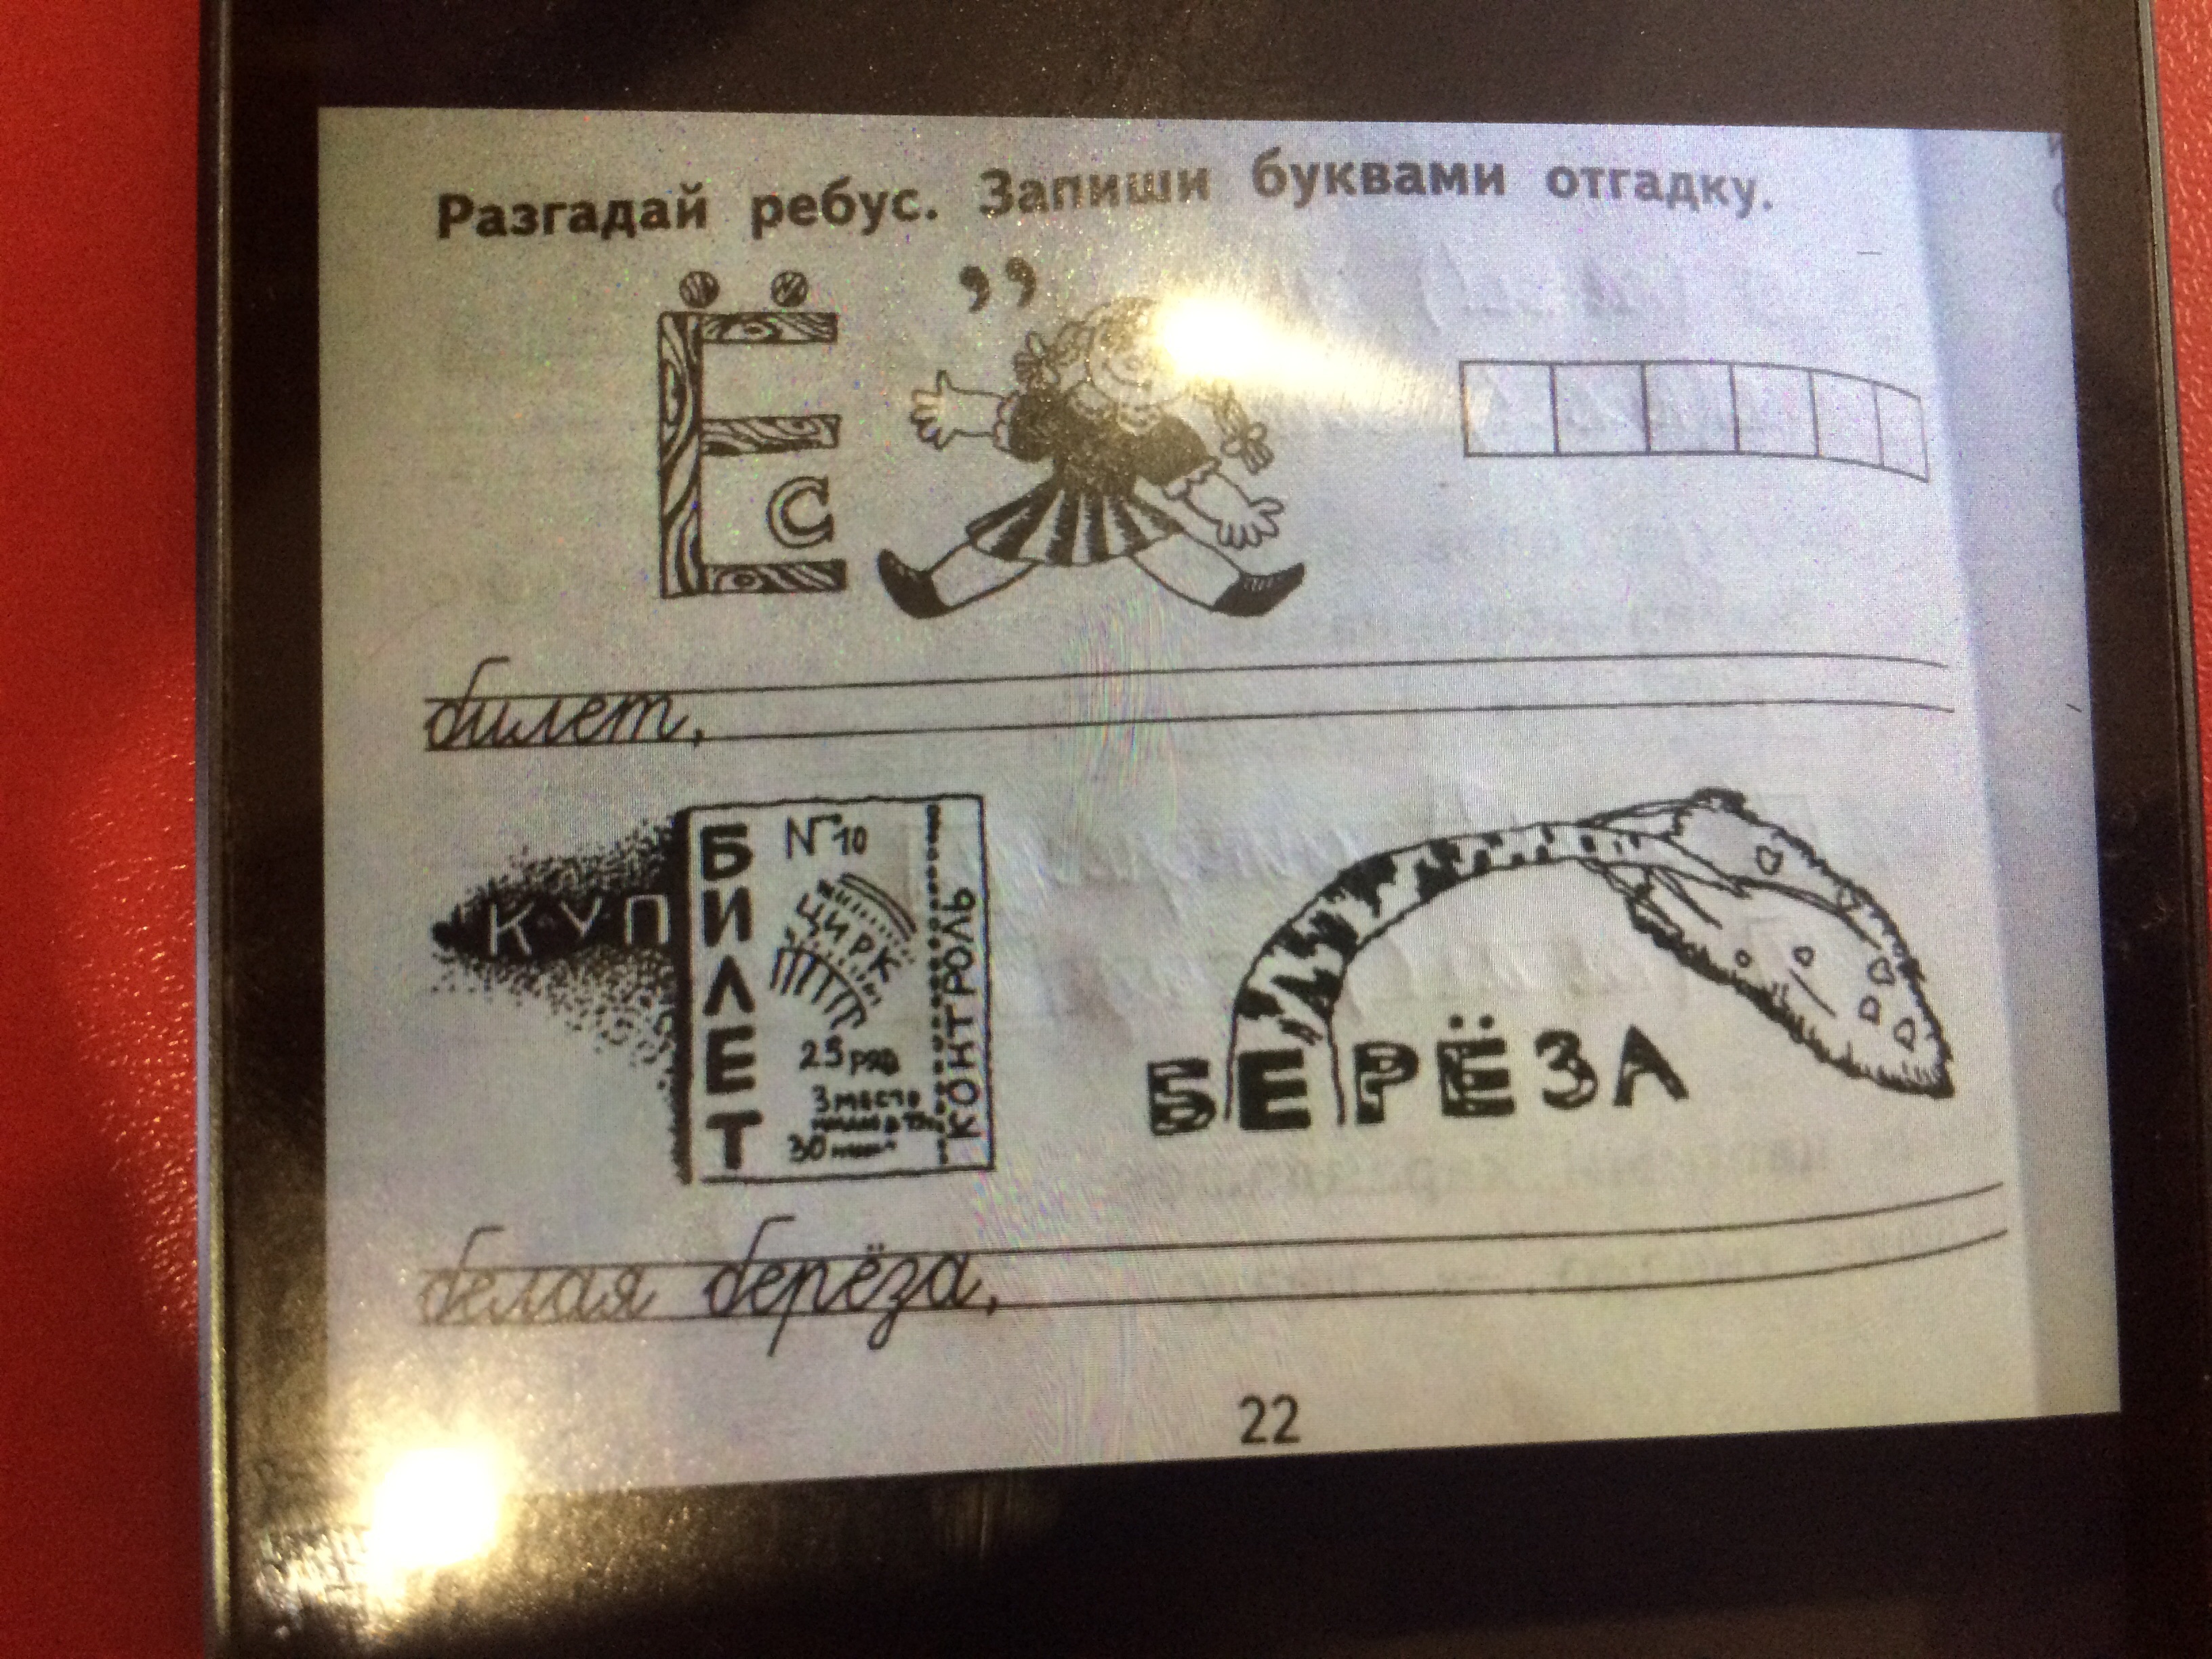 Разгадай ребус. Запиши буквами отгадку.
,,
Ё
С
билет,
КУП
БИЛЕТ
№10
ЦИРК
25 ряд
3 место
30
КОНТРОЛЬ
БЕРЁЗА
белая берёза,
22